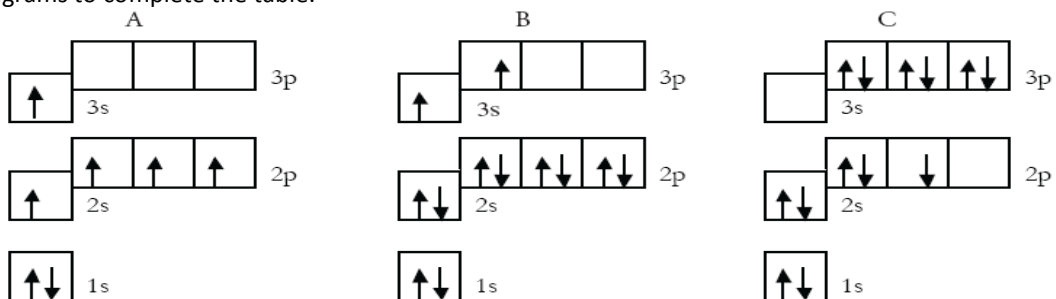 grams to complete the table.
A B C
3p 3p 3p
3s 3s 3s
2p 2p 2p
2s 2s 2s
1s 1s 1s